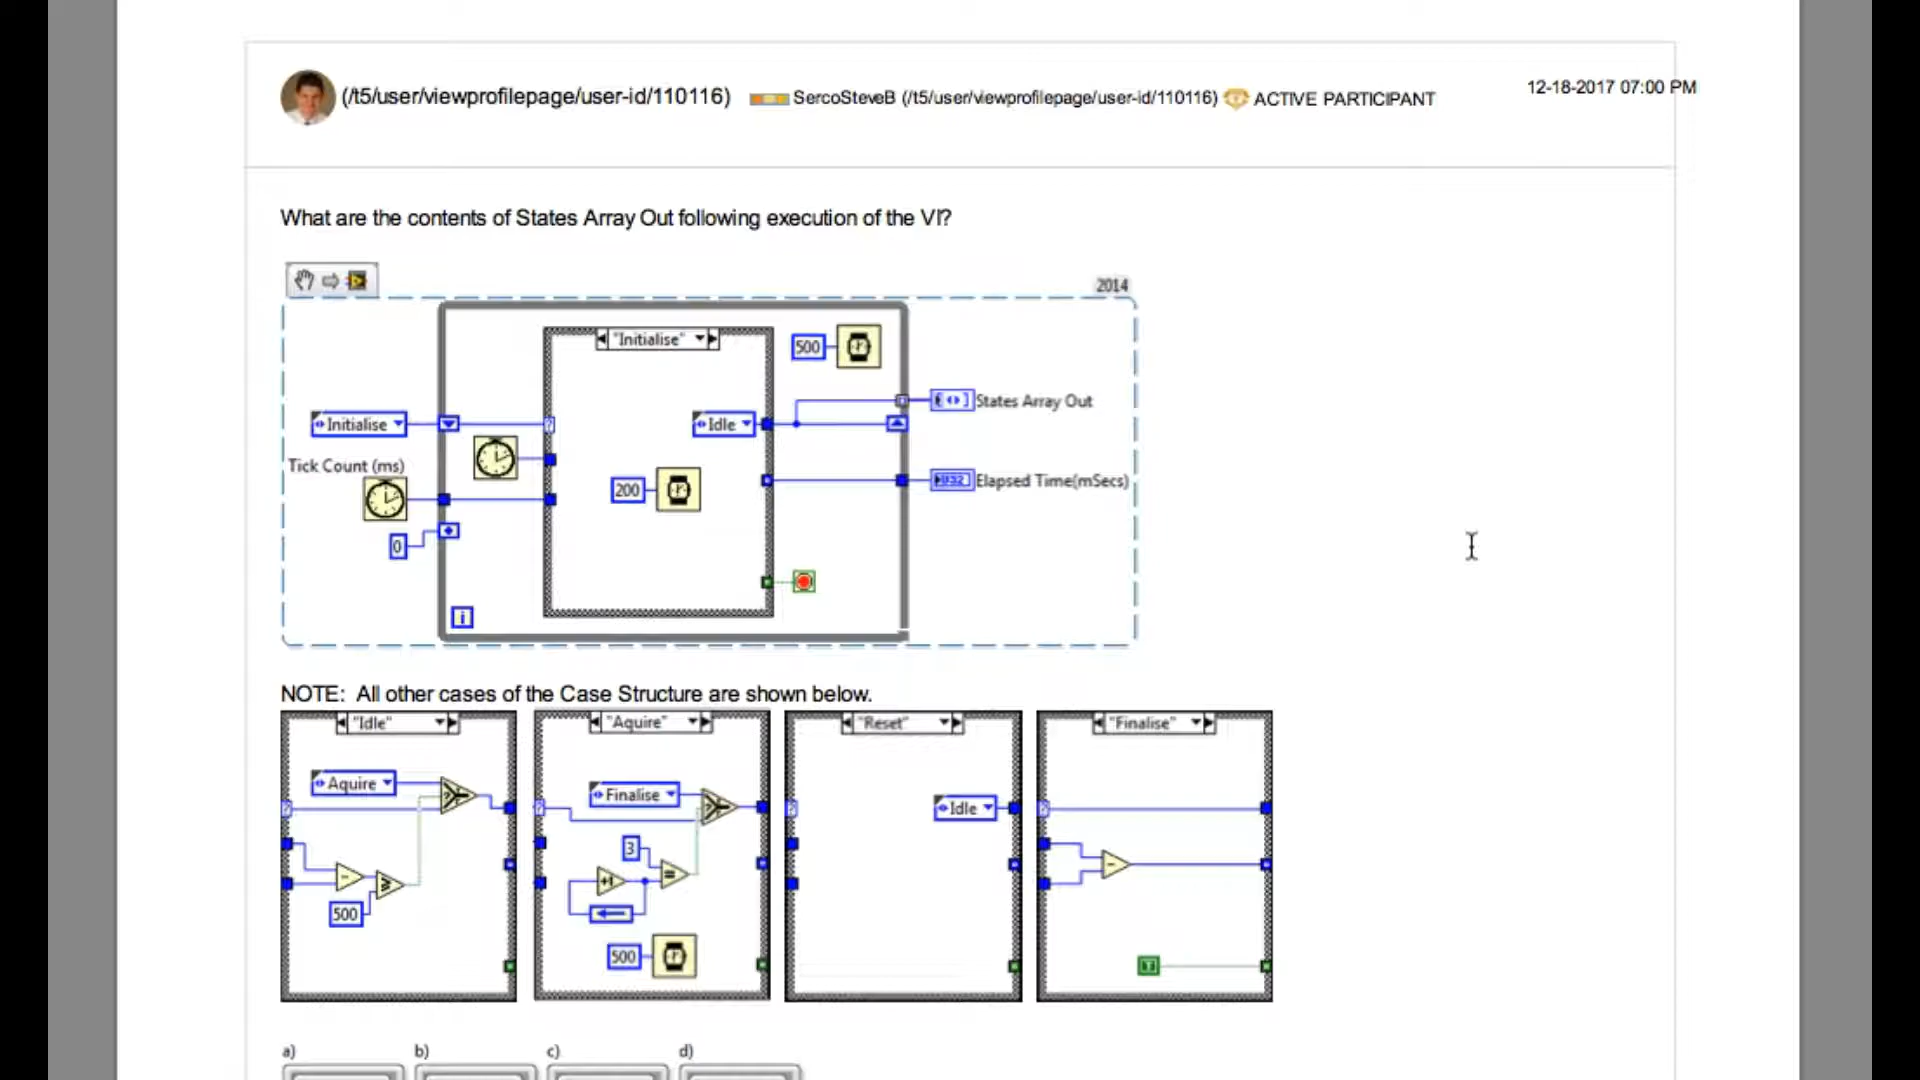 (/t5/user/viewprofilepage/user-id/110116) SercoSteveB (/t5/user/viewprofilepage/user-id/110116) ACTIVE PARTICIPANT 12-18-2017 07:00 PM
What are the contents of States Array Out following execution of the VI?
2014
"Initialise"
500
States Array Out
Initialise
Idle
Tick Count (ms)
200
U32 Elapsed Time(mSecs)
0
i
NOTE: All other cases of the Case Structure are shown below.
"Idle" "Aquire" "Reset" "Finalise"
Aquire
Finalise
Idle
3
+1
=
-
≥
-
500
500
T
a) b) c) d)